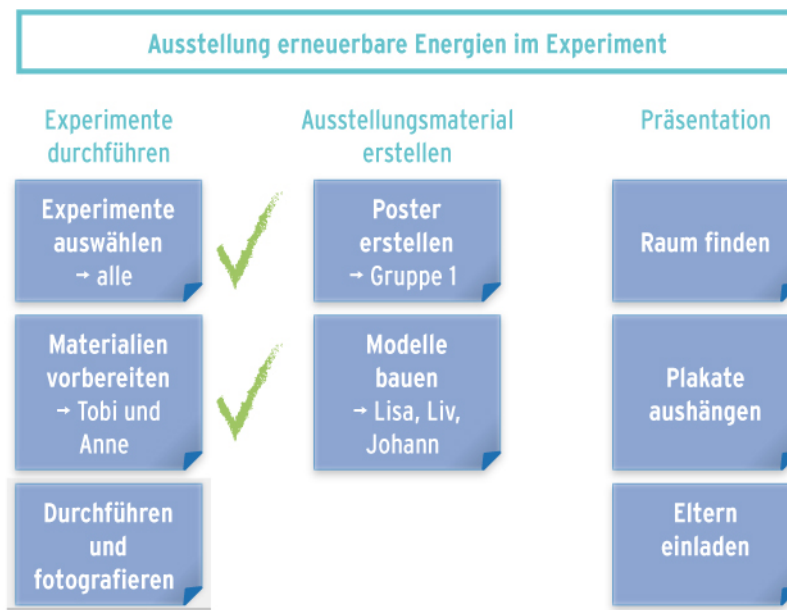 Ausstellung erneuerbare Energien im Experiment
Experimente
durchführen
Experimente
auswählen
→ alle
Materialien
vorbereiten
→ Tobi und
Anne
Durchführen
und
fotografieren
Ausstellungsmaterial
erstellen
Poster
erstellen
→ Gruppe 1
Modelle
bauen
→ Lisa, Liv,
Johann
Präsentation
Raum finden
Plakate
aushängen
Eltern
einladen